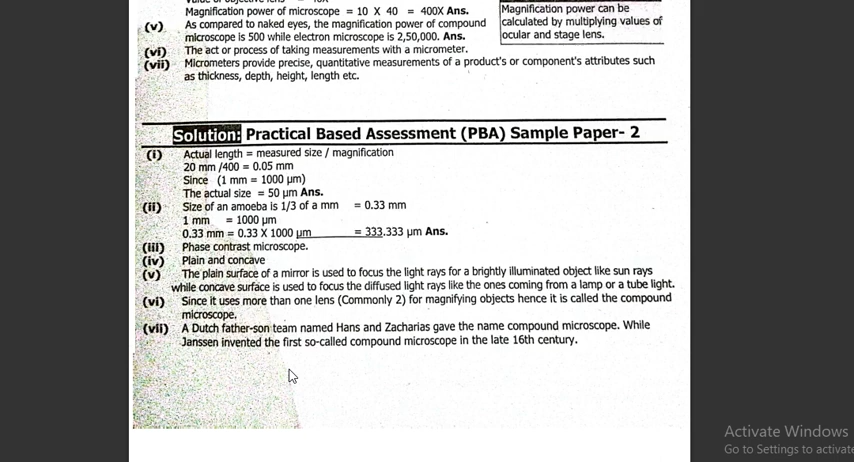 Magnification power of microscope = 10 X 40 = 400X Ans.
(v) As compared to naked eyes, the magnification power of compound
microscope is 500 while electron microscope is 2,50,000. Ans.
Magnification power can be
calculated by multiplying values of
ocular and stage lens.
(vi) The act or process of taking measurements with a micrometer.
(vii) Micrometers provide precise, quantitative measurements of a product's or component's attributes such
as thickness, depth, height, length etc.
Solution: Practical Based Assessment (PBA) Sample Paper- 2
(i) Actual length = measured size / magnification
20 mm /400 = 0.05 mm
Since (1 mm = 1000 µm)
The actual size = 50 µm Ans.
(ii) Size of an amoeba is 1/3 of a mm = 0.33 mm
1 mm = 1000 µm
0.33 mm = 0.33 X 1000 µm = 333.333 µm Ans.
(iii) Phase contrast microscope.
(iv) Plain and concave
(v) The plain surface of a mirror is used to focus the light rays for a brightly illuminated object like sun rays
while concave surface is used to focus the diffused light rays like the ones coming from a lamp or a tube light.
(vi) Since it uses more than one lens (Commonly 2) for magnifying objects hence it is called the compound
microscope.
(vii) A Dutch father-son team named Hans and Zacharias gave the name compound microscope. While
Janssen invented the first so-called compound microscope in the late 16th century.
Activate Windows
Go to Settings to activate